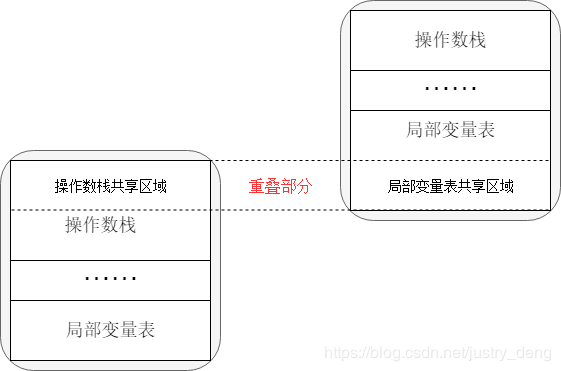 操作数栈
······
局部变量表
操作数栈共享区域
重叠部分
局部变量表共享区域
操作数栈
······
局部变量表
https://blog.csdn.net/justry_deng